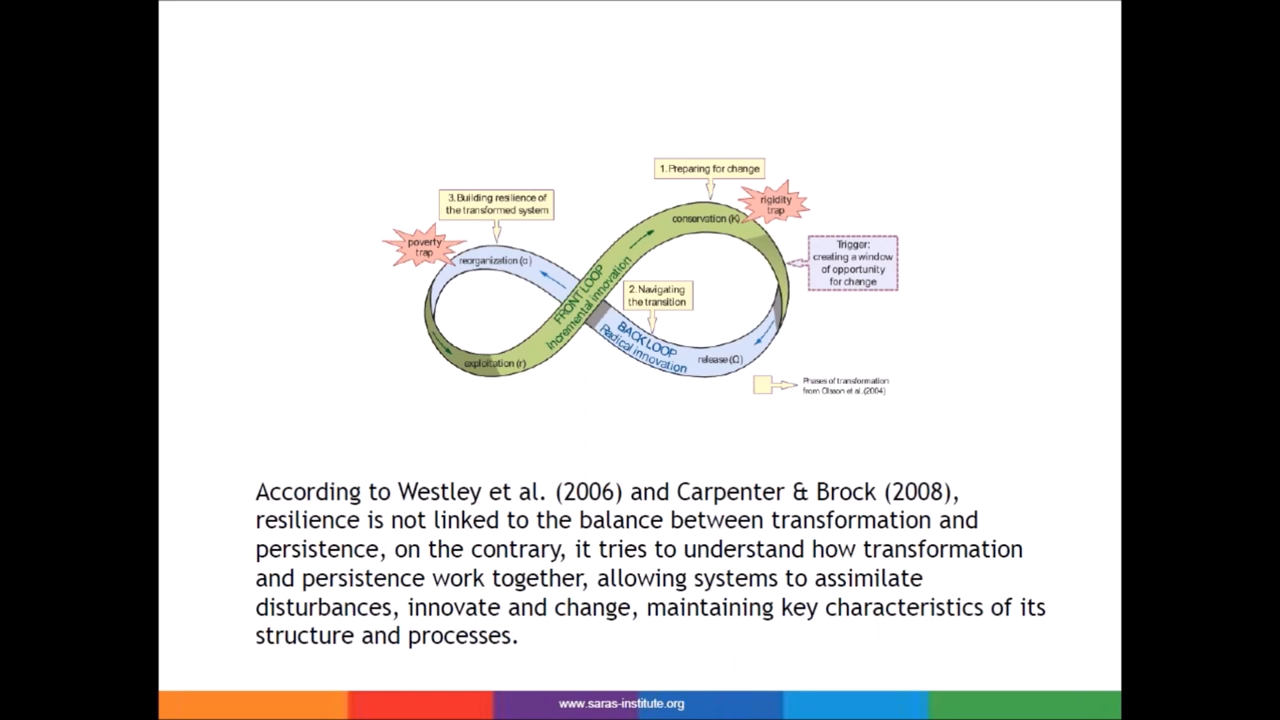 1. Preparing for change
rigidity
trap
conservation (K)
3. Building resilience of
the transformed system
poverty
trap
reorganization (α)
Trigger:
creating a window
of opportunity
for change
2. Navigating
the transition
FRONT LOOP
Incremental innovation
BACK LOOP
Radical innovation
release (Ω)
exploitation (r)
Phases of transformation
from Olsson et al. (2004)
According to Westley et al. (2006) and Carpenter & Brock (2008),
resilience is not linked to the balance between transformation and
persistence, on the contrary, it tries to understand how transformation
and persistence work together, allowing systems to assimilate
disturbances, innovate and change, maintaining key characteristics of its
structure and processes.
www.saras-institute.org